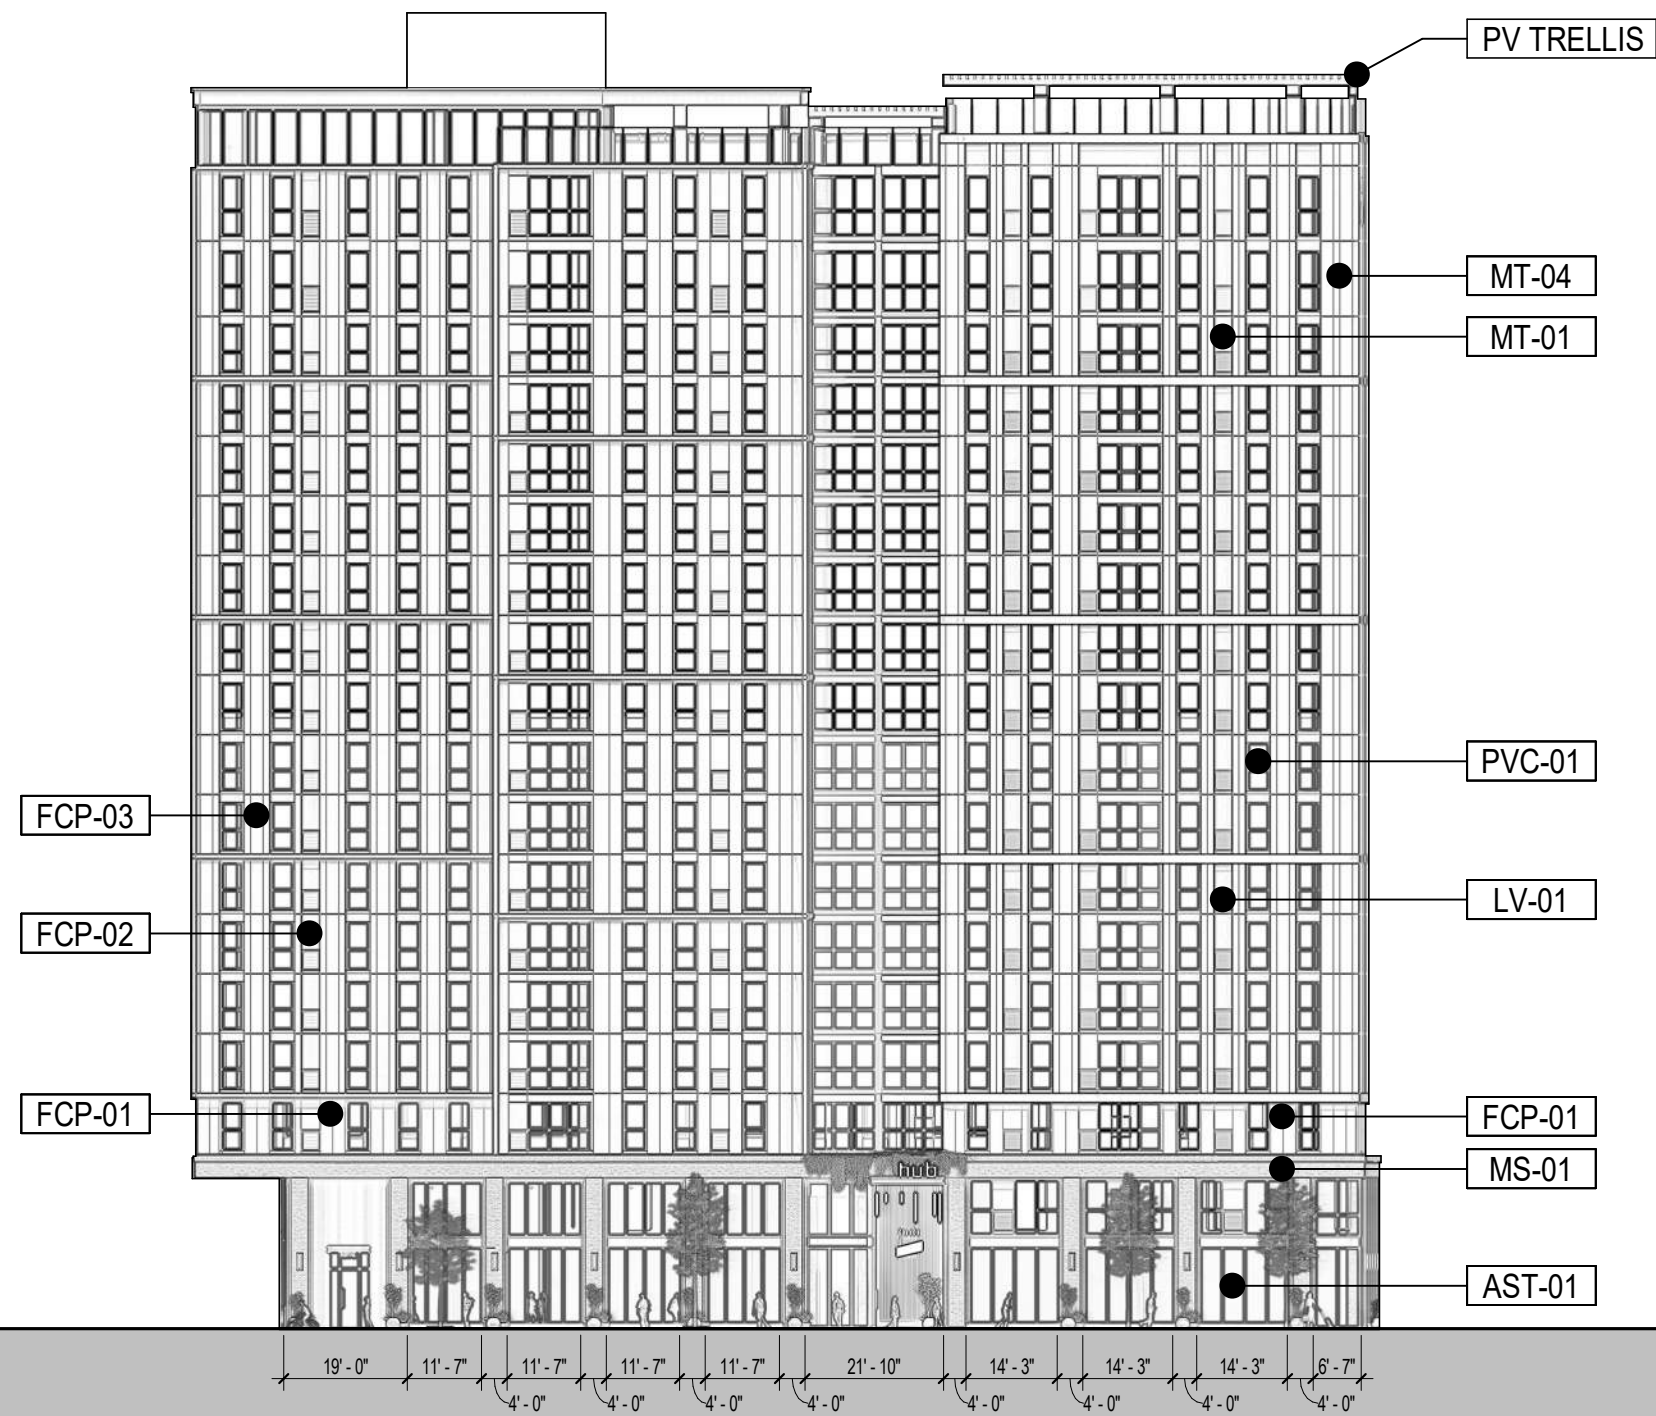 PV TRELLIS
MT-04
MT-01
PVC-01
FCP-03
LV-01
FCP-02
FCP-01
FCP-01
MS-01
hub
AST-01
19' - 0"
11' - 7"
11' - 7"
11' - 7"
11' - 7"
21' - 10"
14' - 3"
14' - 3"
14' - 3"
6' - 7"
4' - 0"
4' - 0"
4' - 0"
4' - 0"
4' - 0"
4' - 0"
4' - 0"
4' - 0"